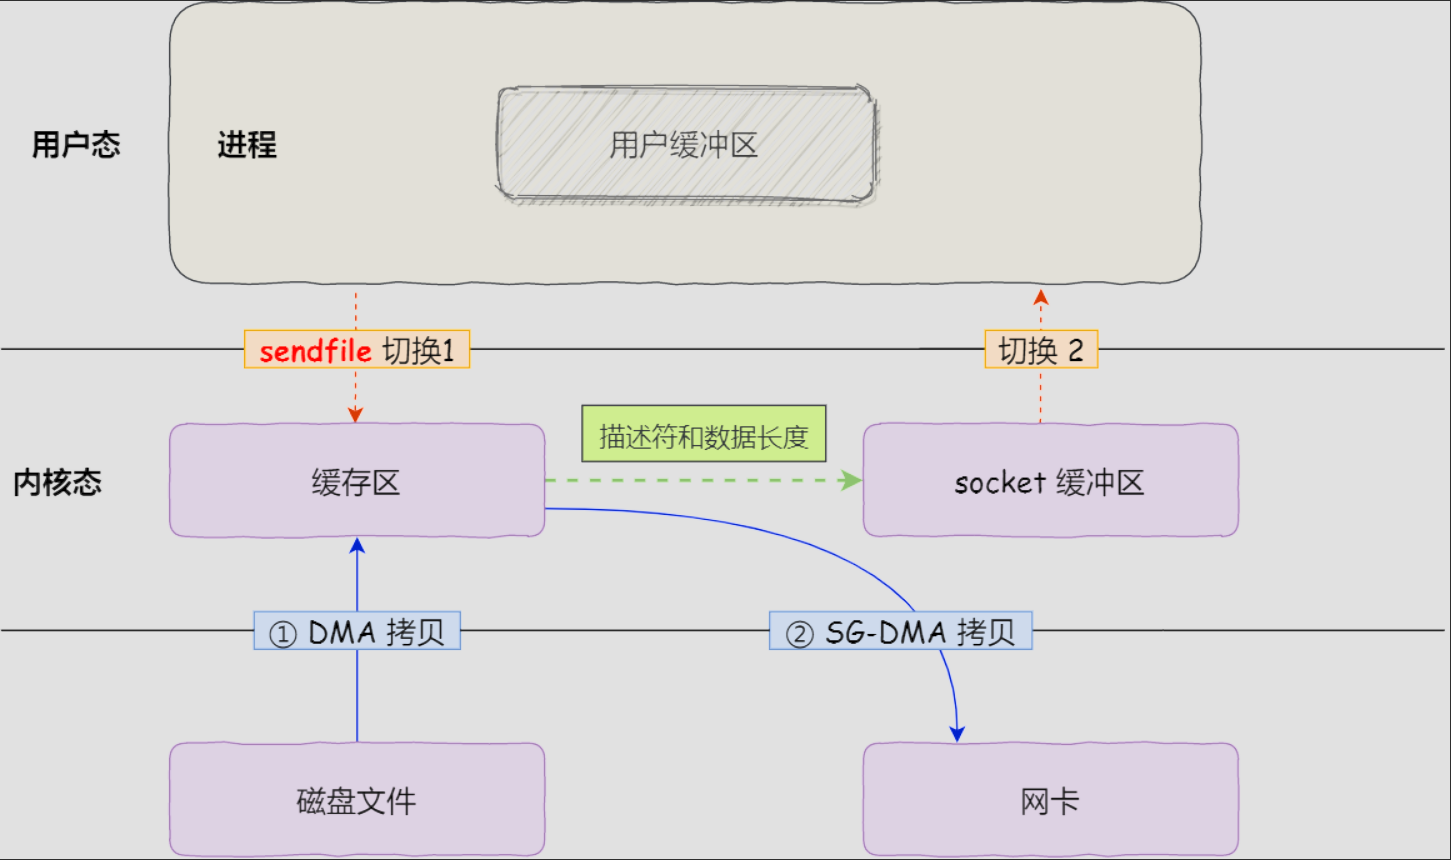 用户态
进程
用户缓冲区
sendfile 切换1
切换 2
描述符和数据长度
内核态
缓存区
socket 缓冲区
① DMA 拷贝
② SG-DMA 拷贝
磁盘文件
网卡